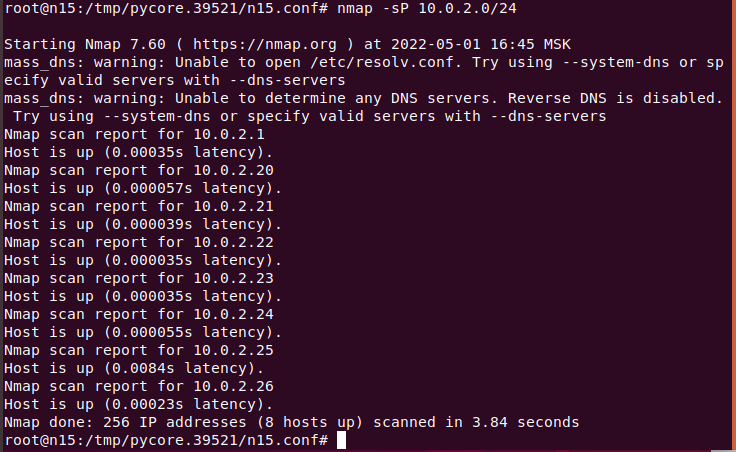 root@n15:/tmp/pycore.39521/n15.conf# nmap -sP 10.0.2.0/24
Starting Nmap 7.60 ( https://nmap.org ) at 2022-05-01 16:45 MSK
mass_dns: warning: Unable to open /etc/resolv.conf. Try using --system-dns or sp
ecify valid servers with --dns-servers
mass_dns: warning: Unable to determine any DNS servers. Reverse DNS is disabled.
 Try using --system-dns or specify valid servers with --dns-servers
Nmap scan report for 10.0.2.1
Host is up (0.00035s latency).
Nmap scan report for 10.0.2.20
Host is up (0.000057s latency).
Nmap scan report for 10.0.2.21
Host is up (0.000039s latency).
Nmap scan report for 10.0.2.22
Host is up (0.000035s latency).
Nmap scan report for 10.0.2.23
Host is up (0.000035s latency).
Nmap scan report for 10.0.2.24
Host is up (0.000055s latency).
Nmap scan report for 10.0.2.25
Host is up (0.0084s latency).
Nmap scan report for 10.0.2.26
Host is up (0.00023s latency).
Nmap done: 256 IP addresses (8 hosts up) scanned in 3.84 seconds
root@n15:/tmp/pycore.39521/n15.conf#